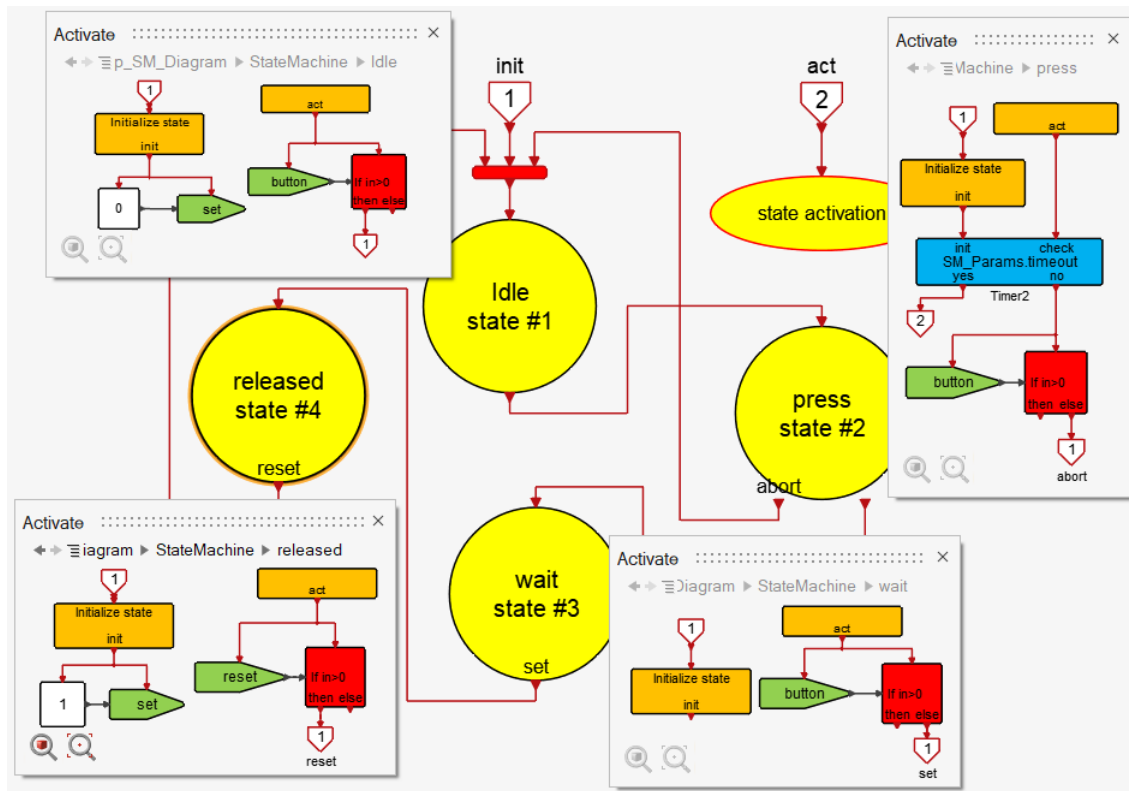 Activate
p_SM_Diagram StateMachine Idle
1
Initialize state
init
0
set
act
button
If in>0
then else
1
init
1
act
2
state activation
Idle
state #1
released
state #4
reset
press
state #2
abort
wait
state #3
set
Activate
Machine press
1
act
Initialize state
init
init check
SM_Params.timeout
yes no
Timer2
2
button
If in>0
then else
1
abort
Activate
iagram StateMachine released
1
Initialize state
init
1
set
act
reset
If in>0
then else
1
reset
Activate
Diagram StateMachine wait
1
Initialize state
init
act
button
If in>0
then else
1
set